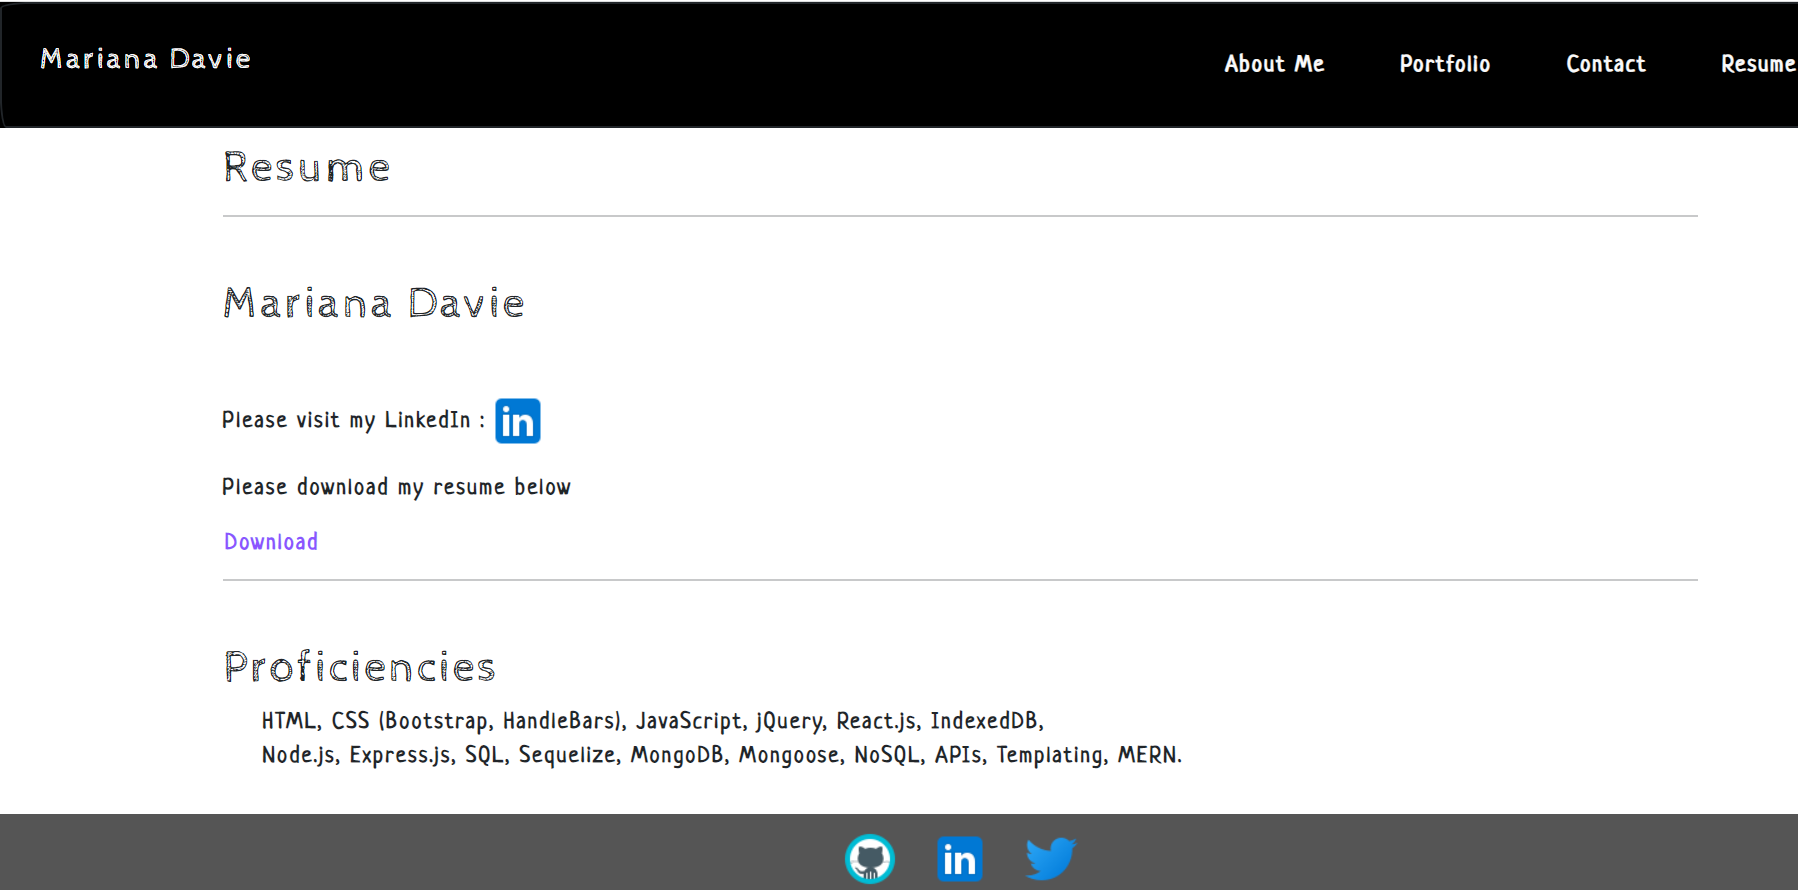 Mariana Davie
About Me Portfolio Contact Resume
Resume
Mariana Davie
Please visit my LinkedIn : in
Please download my resume below
Download
Proficiencies
HTML, CSS (Bootstrap, HandleBars), JavaScript, jQuery, React.js, IndexedDB,
Node.js, Express.js, SQL, Sequelize, MongoDB, Mongoose, NoSQL, APIs, Templating, MERN.
in